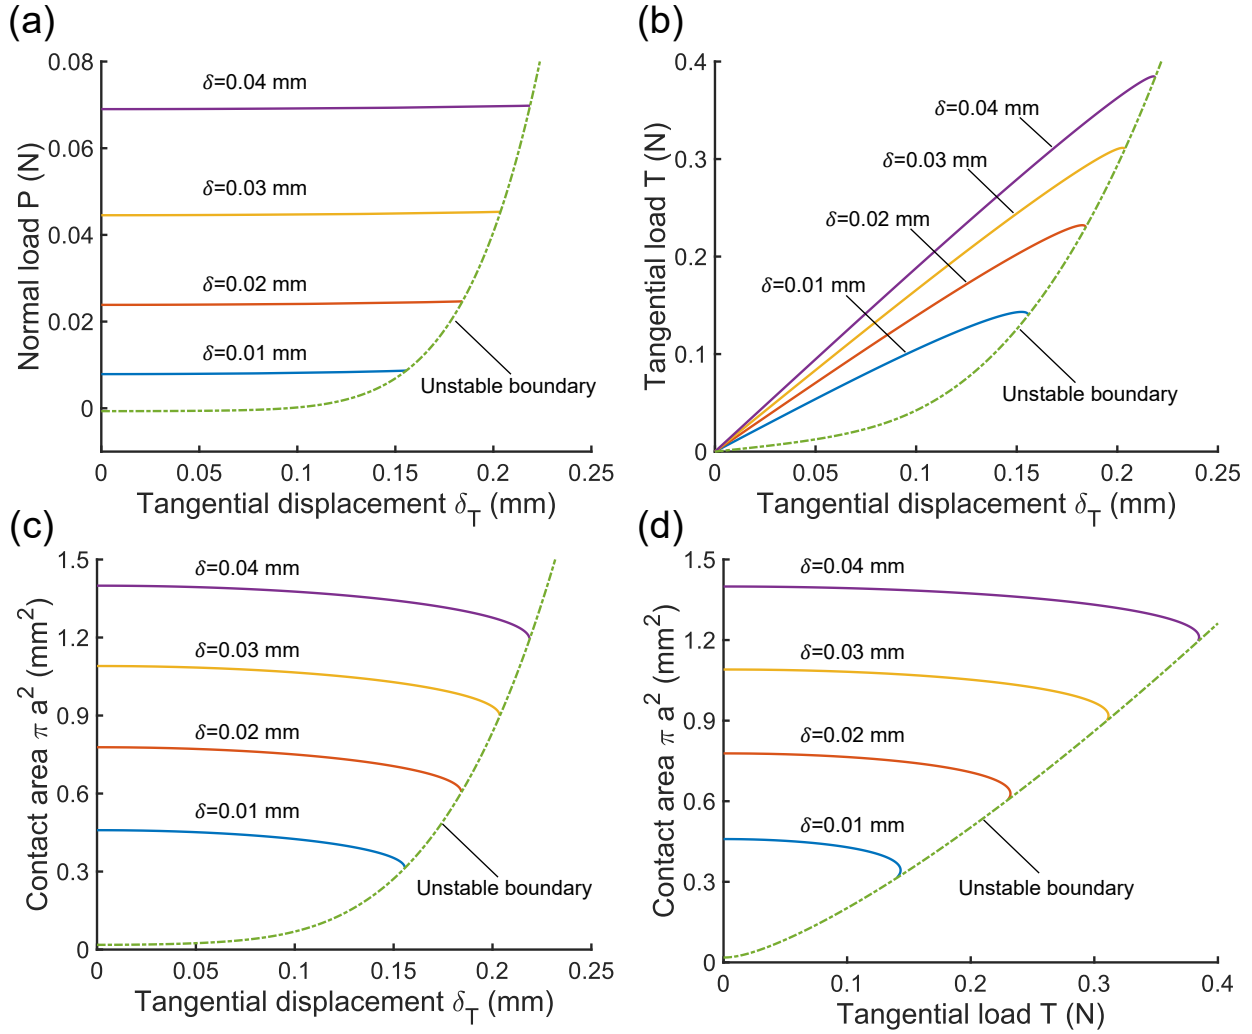 (a)
0.08
0.06
0.04
0.02
0
Normal load P (N)
δ=0.04 mm
δ=0.03 mm
δ=0.02 mm
δ=0.01 mm
Unstable boundary
0 0.05 0.1 0.15 0.2 0.25
Tangential displacement δT (mm)
(b)
0.4
0.3
0.2
0.1
0
Tangential load T (N)
δ=0.04 mm
δ=0.03 mm
δ=0.02 mm
δ=0.01 mm
Unstable boundary
0 0.05 0.1 0.15 0.2 0.25
Tangential displacement δT (mm)
(c)
1.5
1.2
0.9
0.6
0.3
0
Contact area π a² (mm²)
δ=0.04 mm
δ=0.03 mm
δ=0.02 mm
δ=0.01 mm
Unstable boundary
0 0.05 0.1 0.15 0.2 0.25
Tangential displacement δT (mm)
(d)
1.5
1.2
0.9
0.6
0.3
0
Contact area π a² (mm²)
δ=0.04 mm
δ=0.03 mm
δ=0.02 mm
δ=0.01 mm
Unstable boundary
0 0.1 0.2 0.3 0.4
Tangential load T (N)